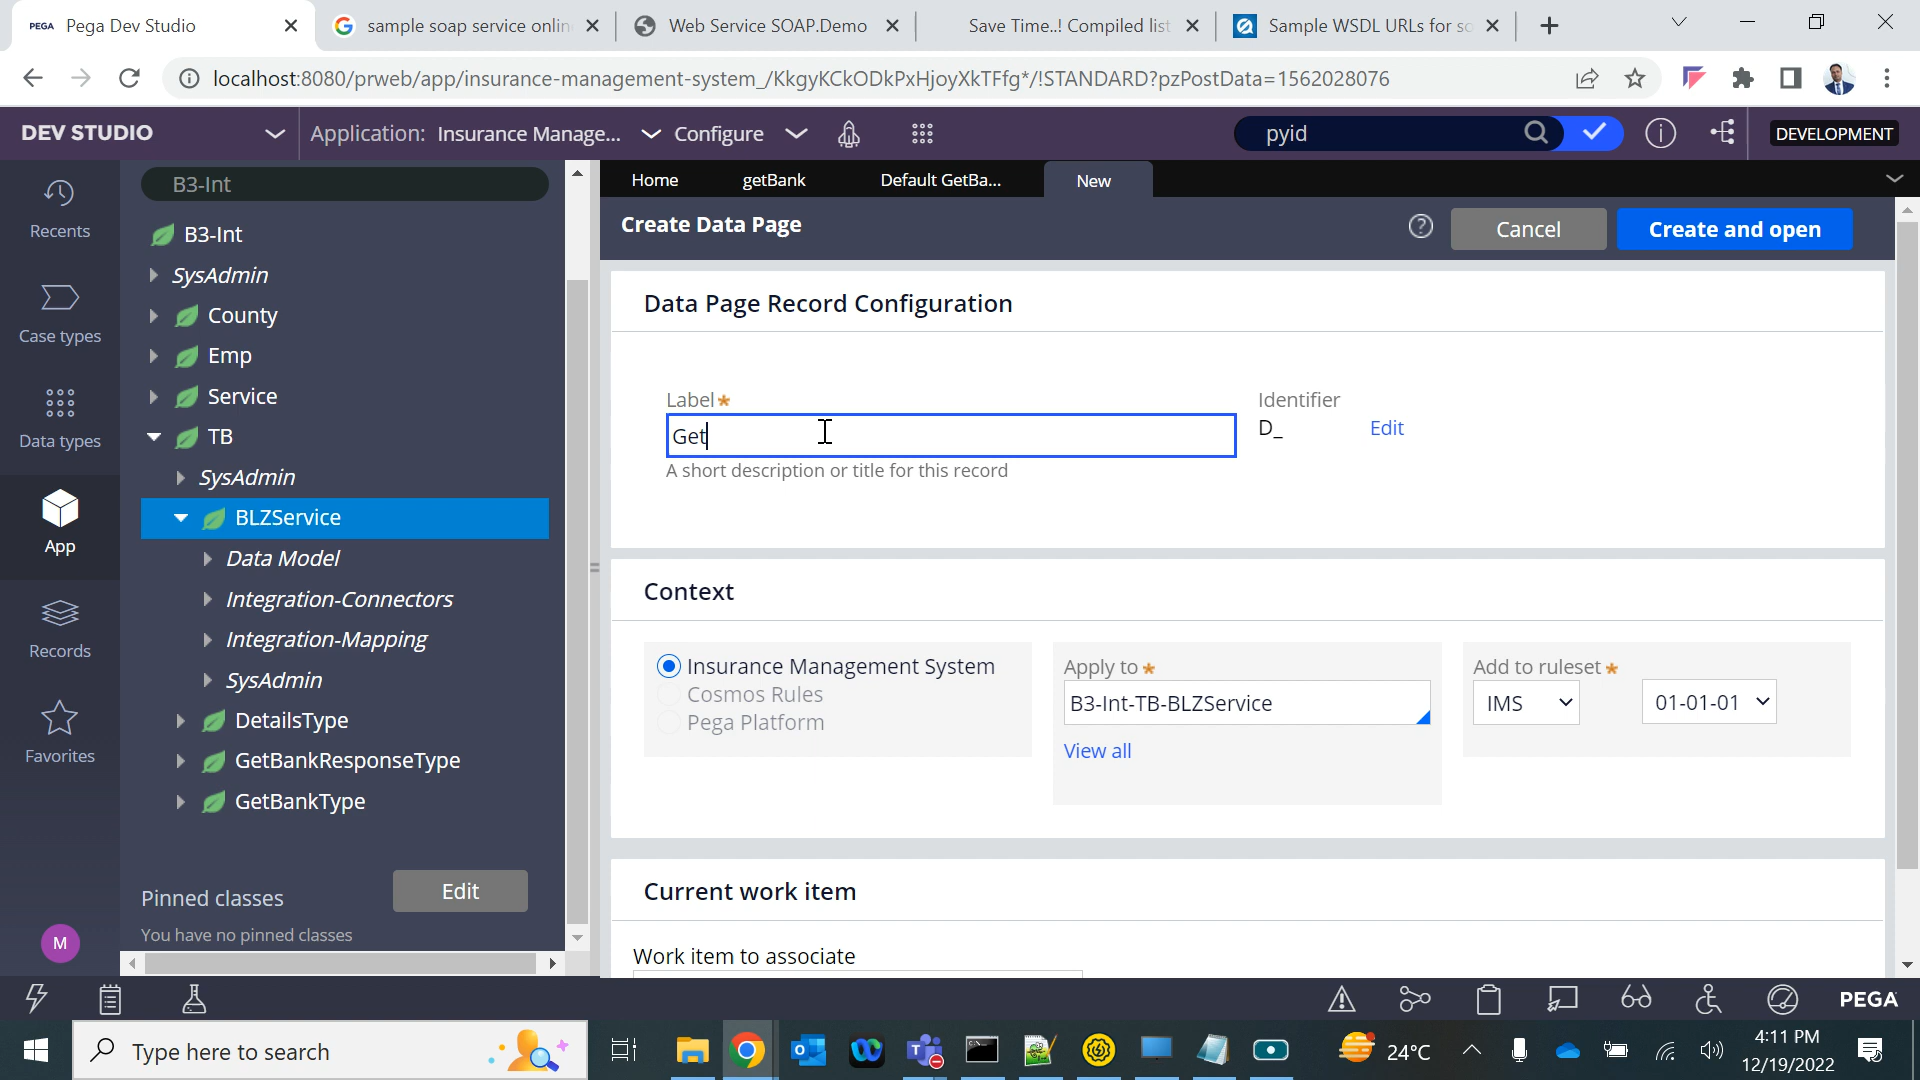 PEGA Pega Dev Studio
sample soap service onlin
Web Service SOAP.Demo
Save Time..! Compiled list
Sample WSDL URLs for so
localhost:8080/prweb/app/insurance-management-system_/KkgyKCkODkPxHjoyXkTFfg*/!STANDARD?pzPostData=1562028076
DEV STUDIO
Application: Insurance Manage...
Configure
pyid
DEVELOPMENT
Recents
Case types
Data types
App
Records
Favorites
M
B3-Int
B3-Int
SysAdmin
County
Emp
Service
TB
SysAdmin
BLZService
Data Model
Integration-Connectors
Integration-Mapping
SysAdmin
DetailsType
GetBankResponseType
GetBankType
Pinned classes
Edit
You have no pinned classes
Home
getBank
Default GetBa...
New
Create Data Page
Cancel
Create and open
Data Page Record Configuration
Label*
Get
A short description or title for this record
Identifier
D_
Edit
Context
Insurance Management System
Cosmos Rules
Pega Platform
Apply to*
B3-Int-TB-BLZService
View all
Add to ruleset*
IMS
01-01-01
Current work item
Work item to associate
PEGA
Type here to search
24°C
4:11 PM
12/19/2022